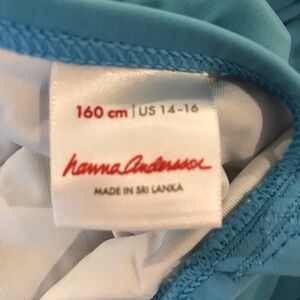 160 cm | US 14-16
hanna andersson
MADE IN SRI LANKA